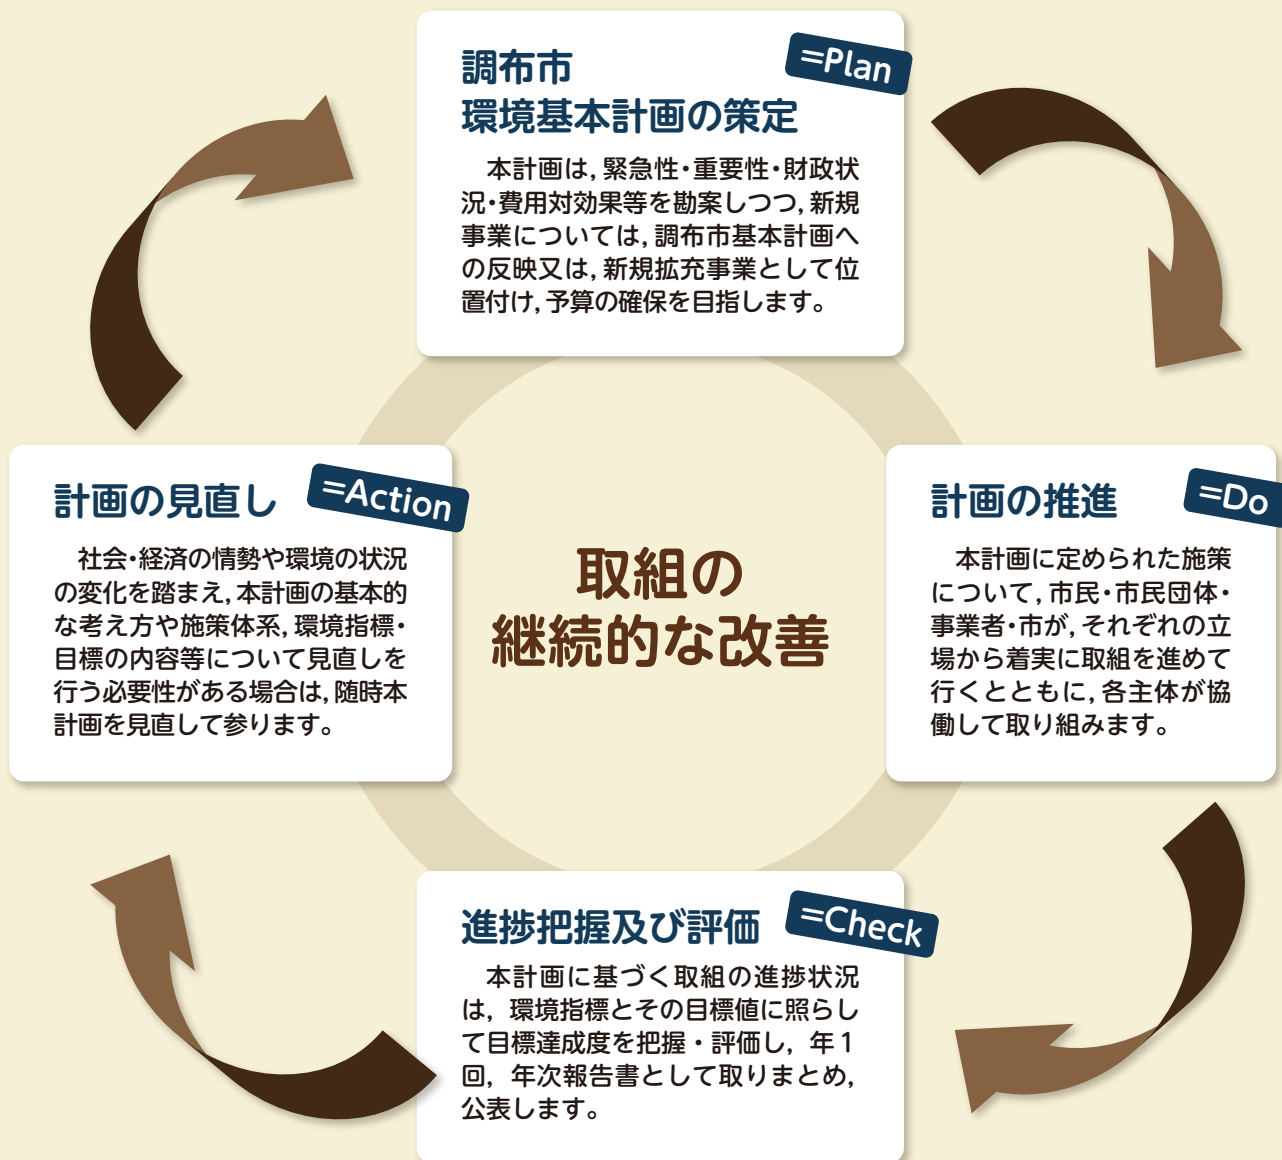 調布市
環境基本計画の策定
=Plan
本計画は,緊急性・重要性・財政状
況・費用対効果等を勘案しつつ,新規
事業については,調布市基本計画へ
の反映又は,新規拡充事業として位
置付け,予算の確保を目指します。
計画の見直し
=Action
社会・経済の情勢や環境の状況
の変化を踏まえ,本計画の基本的
な考え方や施策体系,環境指標・
目標の内容等について見直しを
行う必要性がある場合は,随時本
計画を見直して参ります。
取組の
継続的な改善
計画の推進
=Do
本計画に定められた施策
について,市民・市民団体・
事業者・市が,それぞれの立
場から着実に取組を進めて
行くとともに,各主体が協
働して取り組みます。
進捗把握及び評価
=Check
本計画に基づく取組の進捗状況
は,環境指標とその目標値に照らし
て目標達成度を把握・評価し,年1
回,年次報告書として取りまとめ,
公表します。